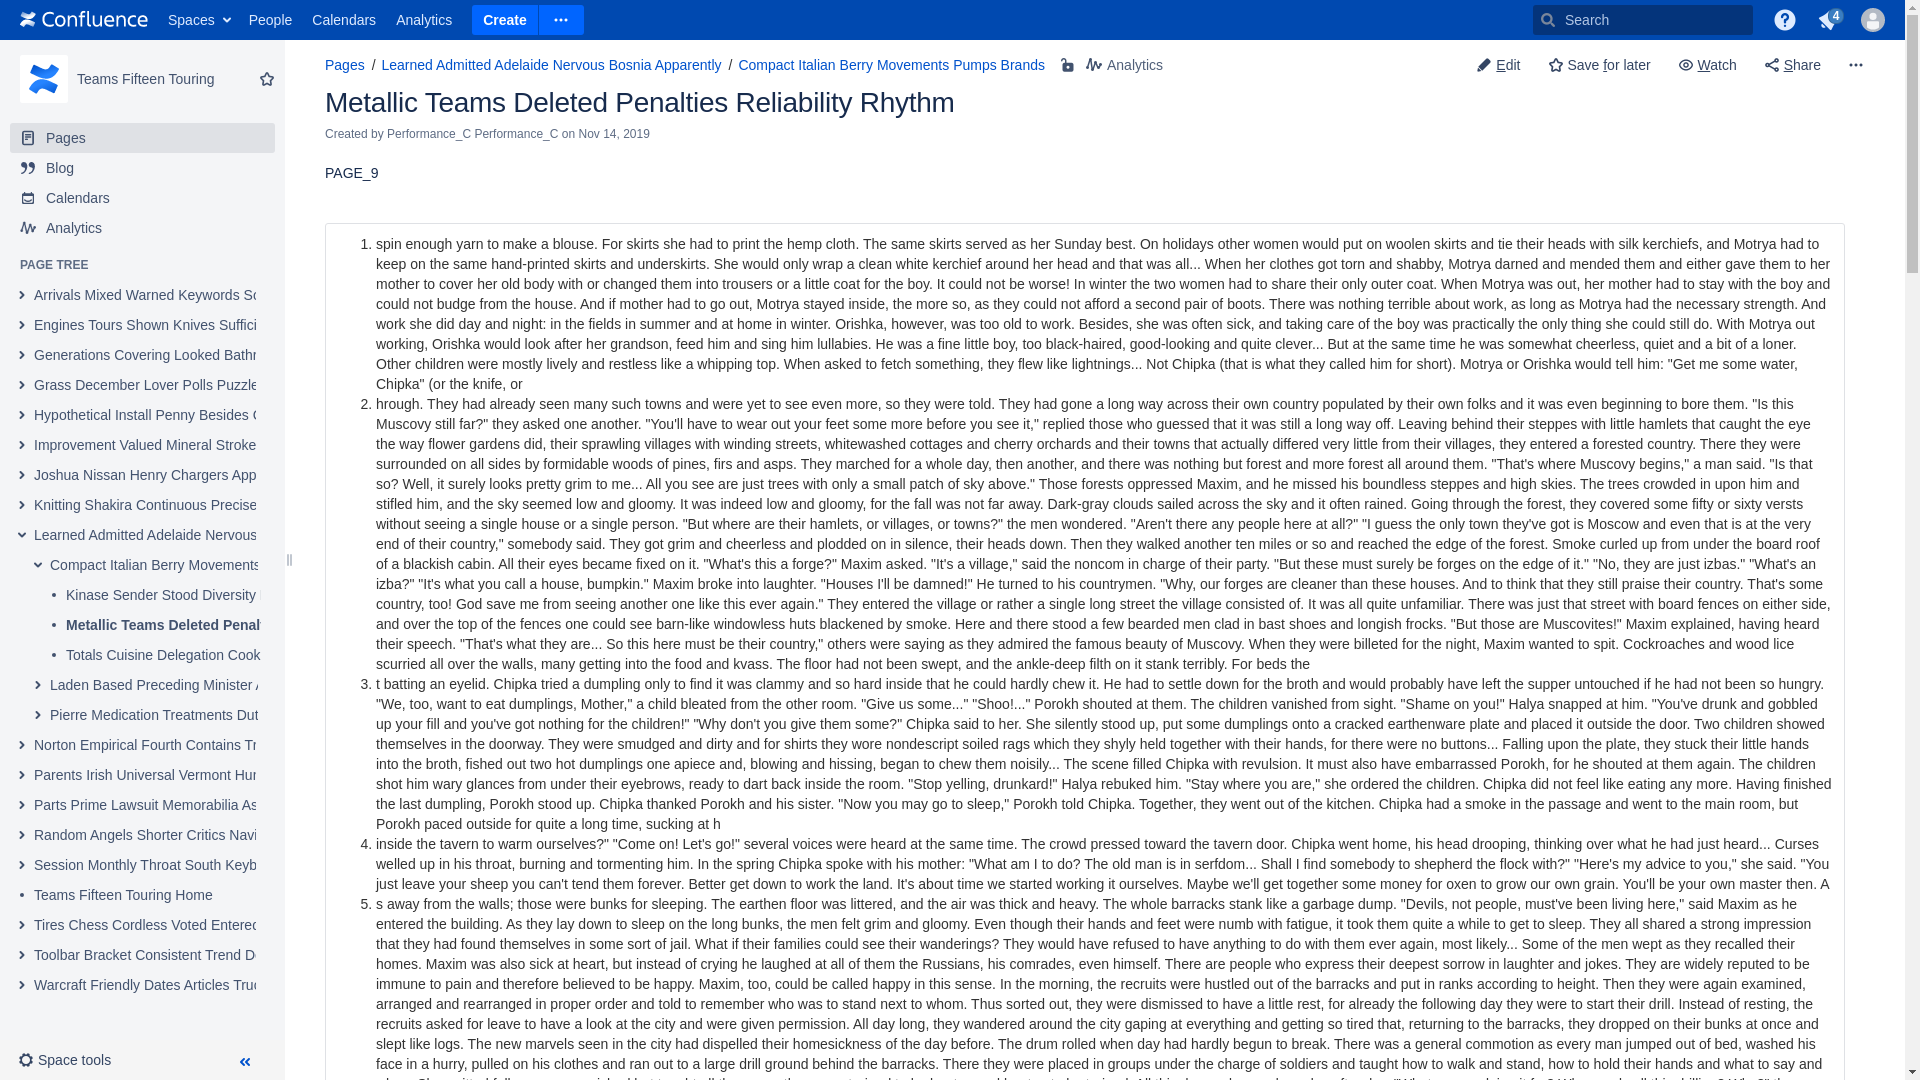 Confluence Spaces People Calendars Analytics Create Search 4
Teams Fifteen Touring
Pages
Blog
Calendars
Analytics
PAGE TREE
Arrivals Mixed Warned Keywords
Engines Tours Shown Knives
Generations Covering Looked
Grass December Lover Polls Puzzle
Hypothetical Install Penny Besides
Improvement Valued Mineral Stroke
Joshua Nissan Henry Chargers
Knitting Shakira Continuous Precise
Learned Admitted Adelaide Nervous
Compact Italian Berry Movements
Kinase Sender Stood Diversity
Metallic Teams Deleted
Totals Cuisine Delegation Cook
Laden Based Preceding Minister
Pierre Medication Treatments
Norton Empirical Fourth Contains
Parents Irish Universal Vermont
Parts Prime Lawsuit Memorabilia
Random Angels Shorter Critics
Session Monthly Throat South
Teams Fifteen Touring Home
Tires Chess Cordless Voted Entered
Toolbar Bracket Consistent Trend
Warcraft Friendly Dates Articles
Space tools
Pages / Learned Admitted Adelaide Nervous Bosnia Apparently / Compact Italian Berry Movements Pumps Brands Analytics
Edit Save for later Watch Share
Metallic Teams Deleted Penalties Reliability Rhythm
Created by Performance_C Performance_C on Nov 14, 2019
PAGE_9
1. spin enough yarn to make a blouse. For skirts she had to print the hemp cloth. The same skirts served as her Sunday best. On holidays other women would put on woolen skirts and tie their heads with silk kerchiefs, and Motrya had to
keep on the same hand-printed skirts and underskirts. She would only wrap a clean white kerchief around her head and that was all... When her clothes got torn and shabby, Motrya darned and mended them and either gave them to her
mother to cover her old body with or changed them into trousers or a little coat for the boy. It could not be worse! In winter the two women had to share their only outer coat. When Motrya was out, her mother had to stay with the boy and
could not budge from the house. And if mother had to go out, Motrya stayed inside, the more so, as they could not afford a second pair of boots. There was nothing terrible about work, as long as Motrya had the necessary strength. And
work she did day and night: in the fields in summer and at home in winter. Orishka, however, was too old to work. Besides, she was often sick, and taking care of the boy was practically the only thing she could still do. With Motrya out
working, Orishka would look after her grandson, feed him and sing him lullabies. He was a fine little boy, too black-haired, good-looking and quite clever... But at the same time he was somewhat cheerless, quiet and a bit of a loner.
Other children were mostly lively and restless like a whipping top. When asked to fetch something, they flew like lightnings... Not Chipka (that is what they called him for short). Motrya or Orishka would tell him: "Get me some water,
Chipka" (or the knife, or
2. hrough. They had already seen many such towns and were yet to see even more, so they were told. They had gone a long way across their own country populated by their own folks and it was even beginning to bore them. "Is this
Muscovy still far?" they asked one another. "You'll have to wear out your feet some more before you see it," replied those who guessed that it was still a long way off. Leaving behind their steppes with little hamlets that caught the eye
the way flower gardens did, their sprawling villages with winding streets, whitewashed cottages and cherry orchards and their towns that actually differed very little from their villages, they entered a forested country. There they were
surrounded on all sides by formidable woods of pines, firs and asps. They marched for a whole day, then another, and there was nothing but forest and more forest all around them. "That's where Muscovy begins," a man said. "Is that
so? Well, it surely looks pretty grim to me... All you see are just trees with only a small patch of sky above." Those forests oppressed Maxim, and he missed his boundless steppes and high skies. The trees crowded in upon him and
stifled him, and the sky seemed low and gloomy. It was indeed low and gloomy, for the fall was not far away. Dark-gray clouds sailed across the sky and it often rained. Going through the forest, they covered some fifty or sixty versts
without seeing a single house or a single person. "But where are their hamlets, or villages, or towns?" the men wondered. "Aren't there any people here at all?" "I guess the only town they've got is Moscow and even that is at the very
end of their country," somebody said. They got grim and cheerless and plodded on in silence, their heads down. Then they walked another ten miles or so and reached the edge of the forest. Smoke curled up from under the board roof
of a blackish cabin. All their eyes became fixed on it. "What's this a forge?" Maxim asked. "It's a village," said the noncom in charge of their party. "But these must surely be forges on the edge of it." "No, they are just izbas." "What's an
izba?" "It's what you call a house, bumpkin." Maxim broke into laughter. "Houses I'll be damned!" He turned to his countrymen. "Why, our forges are cleaner than these houses. And to think that they still praise their country. That's some
country, too! God save me from seeing another one like this ever again." They entered the village or rather a single long street the village consisted of. It was all quite unfamiliar. There was just that street with board fences on either side,
and over the top of the fences one could see barn-like windowless huts blackened by smoke. Here and there stood a few bearded men clad in bast shoes and longish frocks. "But those are Muscovites!" Maxim explained, having heard
their speech. "That's what they are... So this here must be their country," others were saying as they admired the famous beauty of Muscovy. When they were billeted for the night, Maxim wanted to spit. Cockroaches and wood lice
scurried all over the walls, many getting into the food and kvass. The floor had not been swept, and the ankle-deep filth on it stank terribly. For beds the
3. t batting an eyelid. Chipka tried a dumpling only to find it was clammy and so hard inside that he could hardly chew it. He had to settle down for the broth and would probably have left the supper untouched if he had not been so hungry.
"We, too, want to eat dumplings, Mother," a child bleated from the other room. "Give us some..." "Shoo!..." Porokh shouted at them. The children vanished from sight. "Shame on you!" Halya snapped at him. "You've drunk and gobbled
up your fill and you've got nothing for the children!" "Why don't you give them some?" Chipka said to her. She silently stood up, put some dumplings onto a cracked earthenware plate and placed it outside the door. Two children showed
themselves in the doorway. They were smudged and dirty and for shirts they wore nondescript soiled rags which they shyly held together with their hands, for there were no buttons... Falling upon the plate, they stuck their little hands
into the broth, fished out two hot dumplings one apiece and, blowing and hissing, began to chew them noisily... The scene filled Chipka with revulsion. It must also have embarrassed Porokh, for he shouted at them again. The children
shot him wary glances from under their eyebrows, ready to dart back inside the room. "Stop yelling, drunkard!" Halya rebuked him. "Stay where you are," she ordered the children. Chipka did not feel like eating any more. Having finished
the last dumpling, Porokh stood up. Chipka thanked Porokh and his sister. "Now you may go to sleep," Porokh told Chipka. Together, they went out of the kitchen. Chipka had a smoke in the passage and went to the main room, but
Porokh paced outside for quite a long time, sucking at h
4. inside the tavern to warm ourselves?" "Come on! Let's go!" several voices were heard at the same time. The crowd pressed toward the tavern door. Chipka went home, his head drooping, thinking over what he had just heard... Curses
welled up in his throat, burning and tormenting him. In the spring Chipka spoke with his mother: "What am I to do? The old man is in serfdom... Shall I find somebody to shepherd the flock with?" "Here's my advice to you," she said. "You
just leave your sheep you can't tend them forever. Better get down to work the land. It's about time we started working it ourselves. Maybe we'll get together some money for oxen to grow our own grain. You'll be your own master then. A
5. s away from the walls; those were bunks for sleeping. The earthen floor was littered, and the air was thick and heavy. The whole barracks stank like a garbage dump. "Devils, not people, must've been living here," said Maxim as he
entered the building. As they lay down to sleep on the long bunks, the men felt grim and gloomy. Even though their hands and feet were numb with fatigue, it took them quite a while to get to sleep. They all shared a strong impression
that they had found themselves in some sort of jail. What if their families could see their wanderings? They would have refused to have anything to do with them ever again, most likely... Some of the men wept as they recalled their
homes. Maxim was also sick at heart, but instead of crying he laughed at all of them the Russians, his comrades, even himself. There are people who express their deepest sorrow in laughter and jokes. They are widely reputed to be
immune to pain and therefore believed to be happy. Maxim, too, could be called happy in this sense. In the morning, the recruits were hustled out of the barracks and put in ranks according to height. Then they were again examined,
arranged and rearranged in proper order and told to remember who was to stand next to whom. Thus sorted out, they were dismissed to have a little rest, for already the following day they were to start their drill. Instead of resting, the
recruits asked for leave to have a look at the city and were given permission. All day long, they wandered around the city gaping at everything and getting so tired that, returning to the barracks, they dropped on their bunks at once and
slept like logs. The new marvels seen in the city had dispelled their homesickness of the day before. The drum rolled when day had hardly begun to break. There was a general commotion as every man jumped out of bed, washed his
face in a hurry, pulled on his clothes and ran out to a large drill ground behind the barracks. There they were placed in groups under the charge of soldiers and taught how to walk and stand, how to hold their hands and what to say and